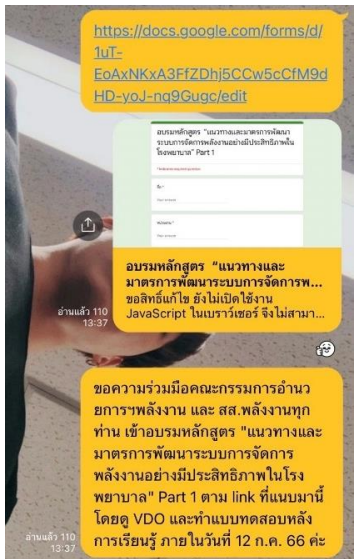 https://docs.google.com/forms/d/
1uT-
EoAxNKxA3FfZDhj5CCw5cCfM9d
HD-yoJ-nq9Gugc/edit
อบรมหลักสูตร "แนวทางและมาตรการพัฒนา
ระบบการจัดการพลังงานอย่างมีประสิทธิภาพใน
โรงพยาบาล" Part 1
อบรมหลักสูตร "แนวทางและ
มาตรการพัฒนาระบบการจัดการพ...
ขอสิทธิ์แก้ไข ยังไม่เปิดใช้งาน
JavaScript ในเบราว์เซอร์ จึงไม่สามา...
อ่านแล้ว 110
13:37
ขอความร่วมมือคณะกรรมการอำนว
ยการฯพลังงาน และ สส.พลังงานทุก
ท่าน เข้าอบรมหลักสูตร "แนวทางและ
มาตรการพัฒนาระบบการจัดการ
พลังงานอย่างมีประสิทธิภาพในโรง
พยาบาล" Part 1 ตาม link ที่แนบมานี้
โดยดู VDO และทำแบบทดสอบหลัง
การเรียนรู้ ภายในวันที่ 12 ก.ค. 66 ค่ะ
อ่านแล้ว 110
13:37